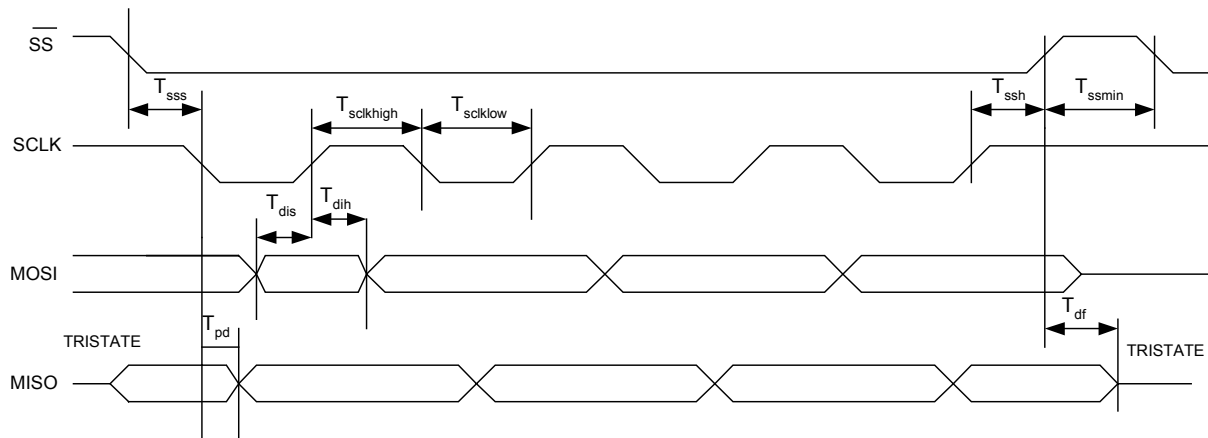 SS
T_sss
T_sclkhigh
T_sclklow
T_ssh
T_ssmin
SCLK
T_dis
T_dih
MOSI
T_pd
T_df
TRISTATE
TRISTATE
MISO